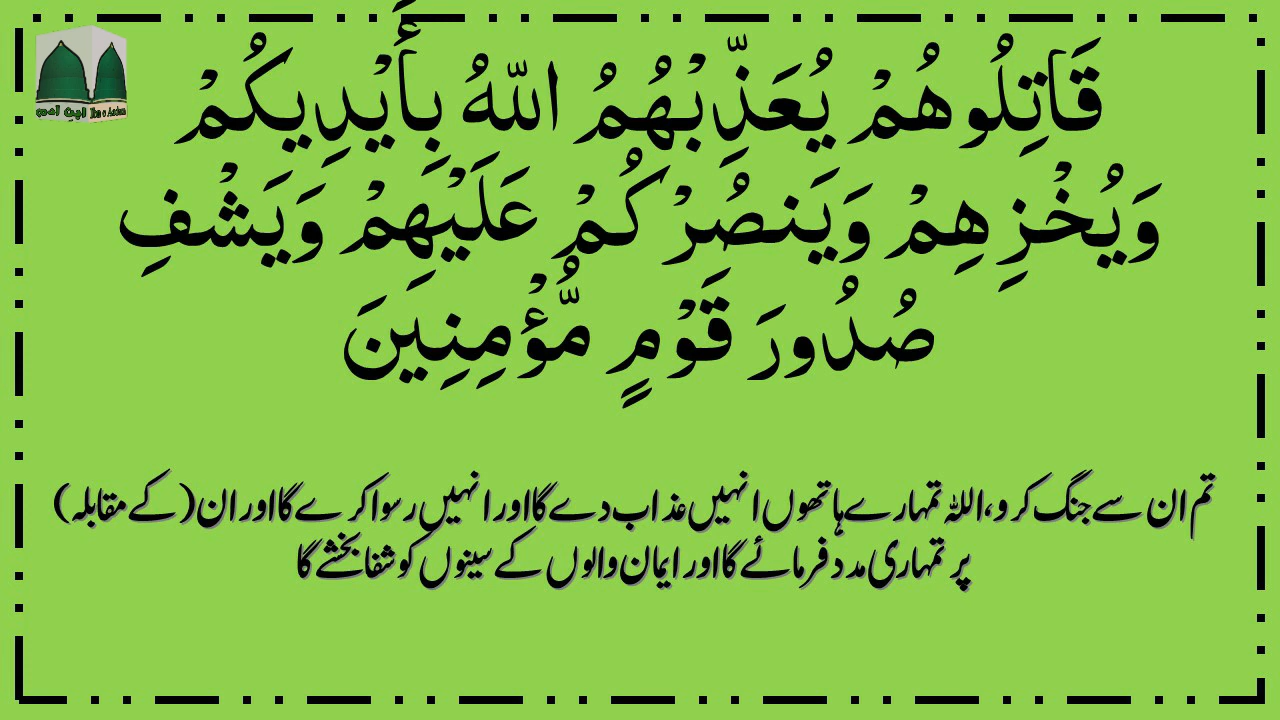 قَاتِلُوهُمْ يُعَذِّبْهُمُ اللّهُ بِأَيْدِيكُمْ
وَيُخْزِهِمْ وَيَنصُرْكُمْ عَلَيْهِمْ وَيَشْفِ
صُدُورَ قَوْمٍ مُّؤْمِنِينَ
تم ان سے جنگ کرو، اللہ تمہارے ہاتھوں انہیں عذاب دے گا اور انہیں رسوا کرے گا اور ان (کے مقابلہ)
پر تمہاری مدد فرمائے گا اور ایمان والوں کے سینوں کو شفا بخشے گا